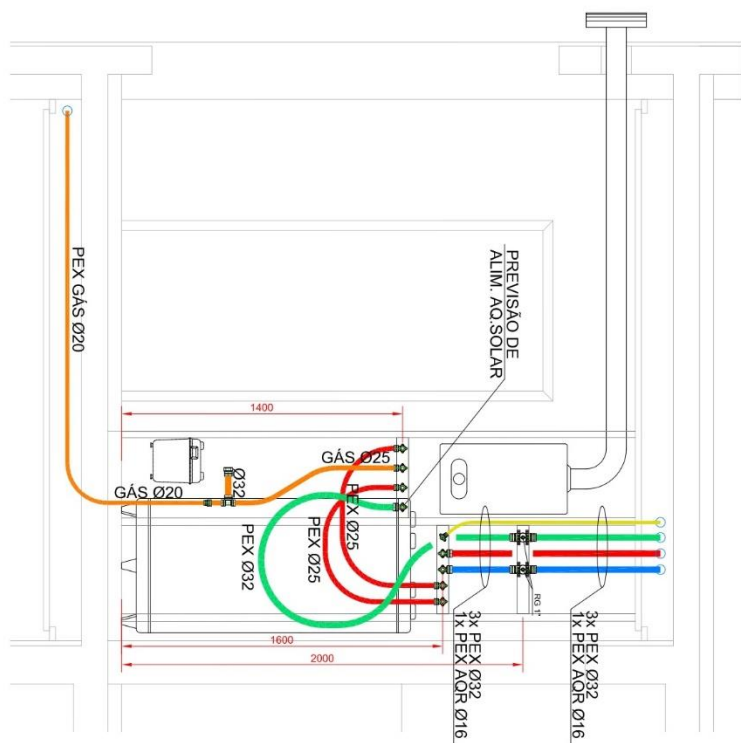 PREVISÃO DE
ALIM. AQ.SOLAR
PEX GÁS Ø20
1400
GÁS Ø25
Ø32
GÁS Ø20
PEX Ø25
PEX Ø25
PEX Ø32
RG 1"
3x PEX Ø32
1x PEX AQR Ø16
3x PEX Ø32
1x PEX AQR Ø16
1600
2000